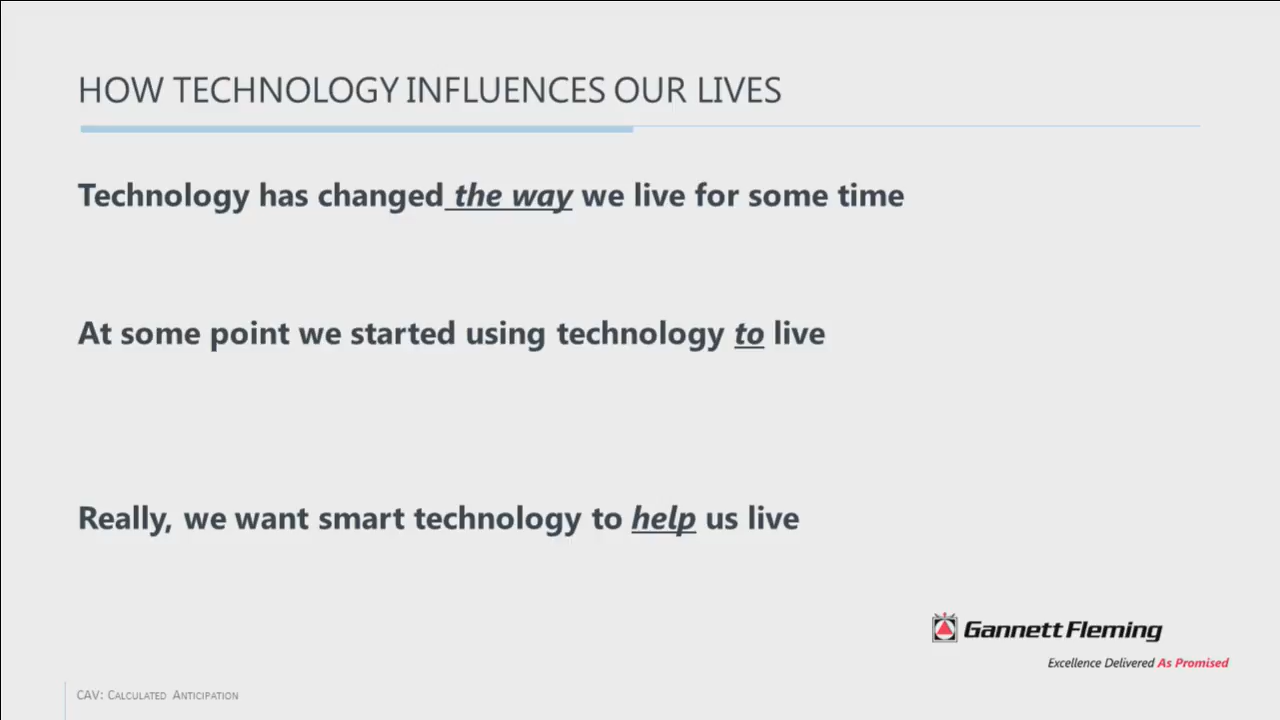 HOW TECHNOLOGY INFLUENCES OUR LIVES
Technology has changed the way we live for some time
At some point we started using technology to live
Really, we want smart technology to help us live
Gannett Fleming
Excellence Delivered As Promised
CAV: CALCULATED ANTICIPATION